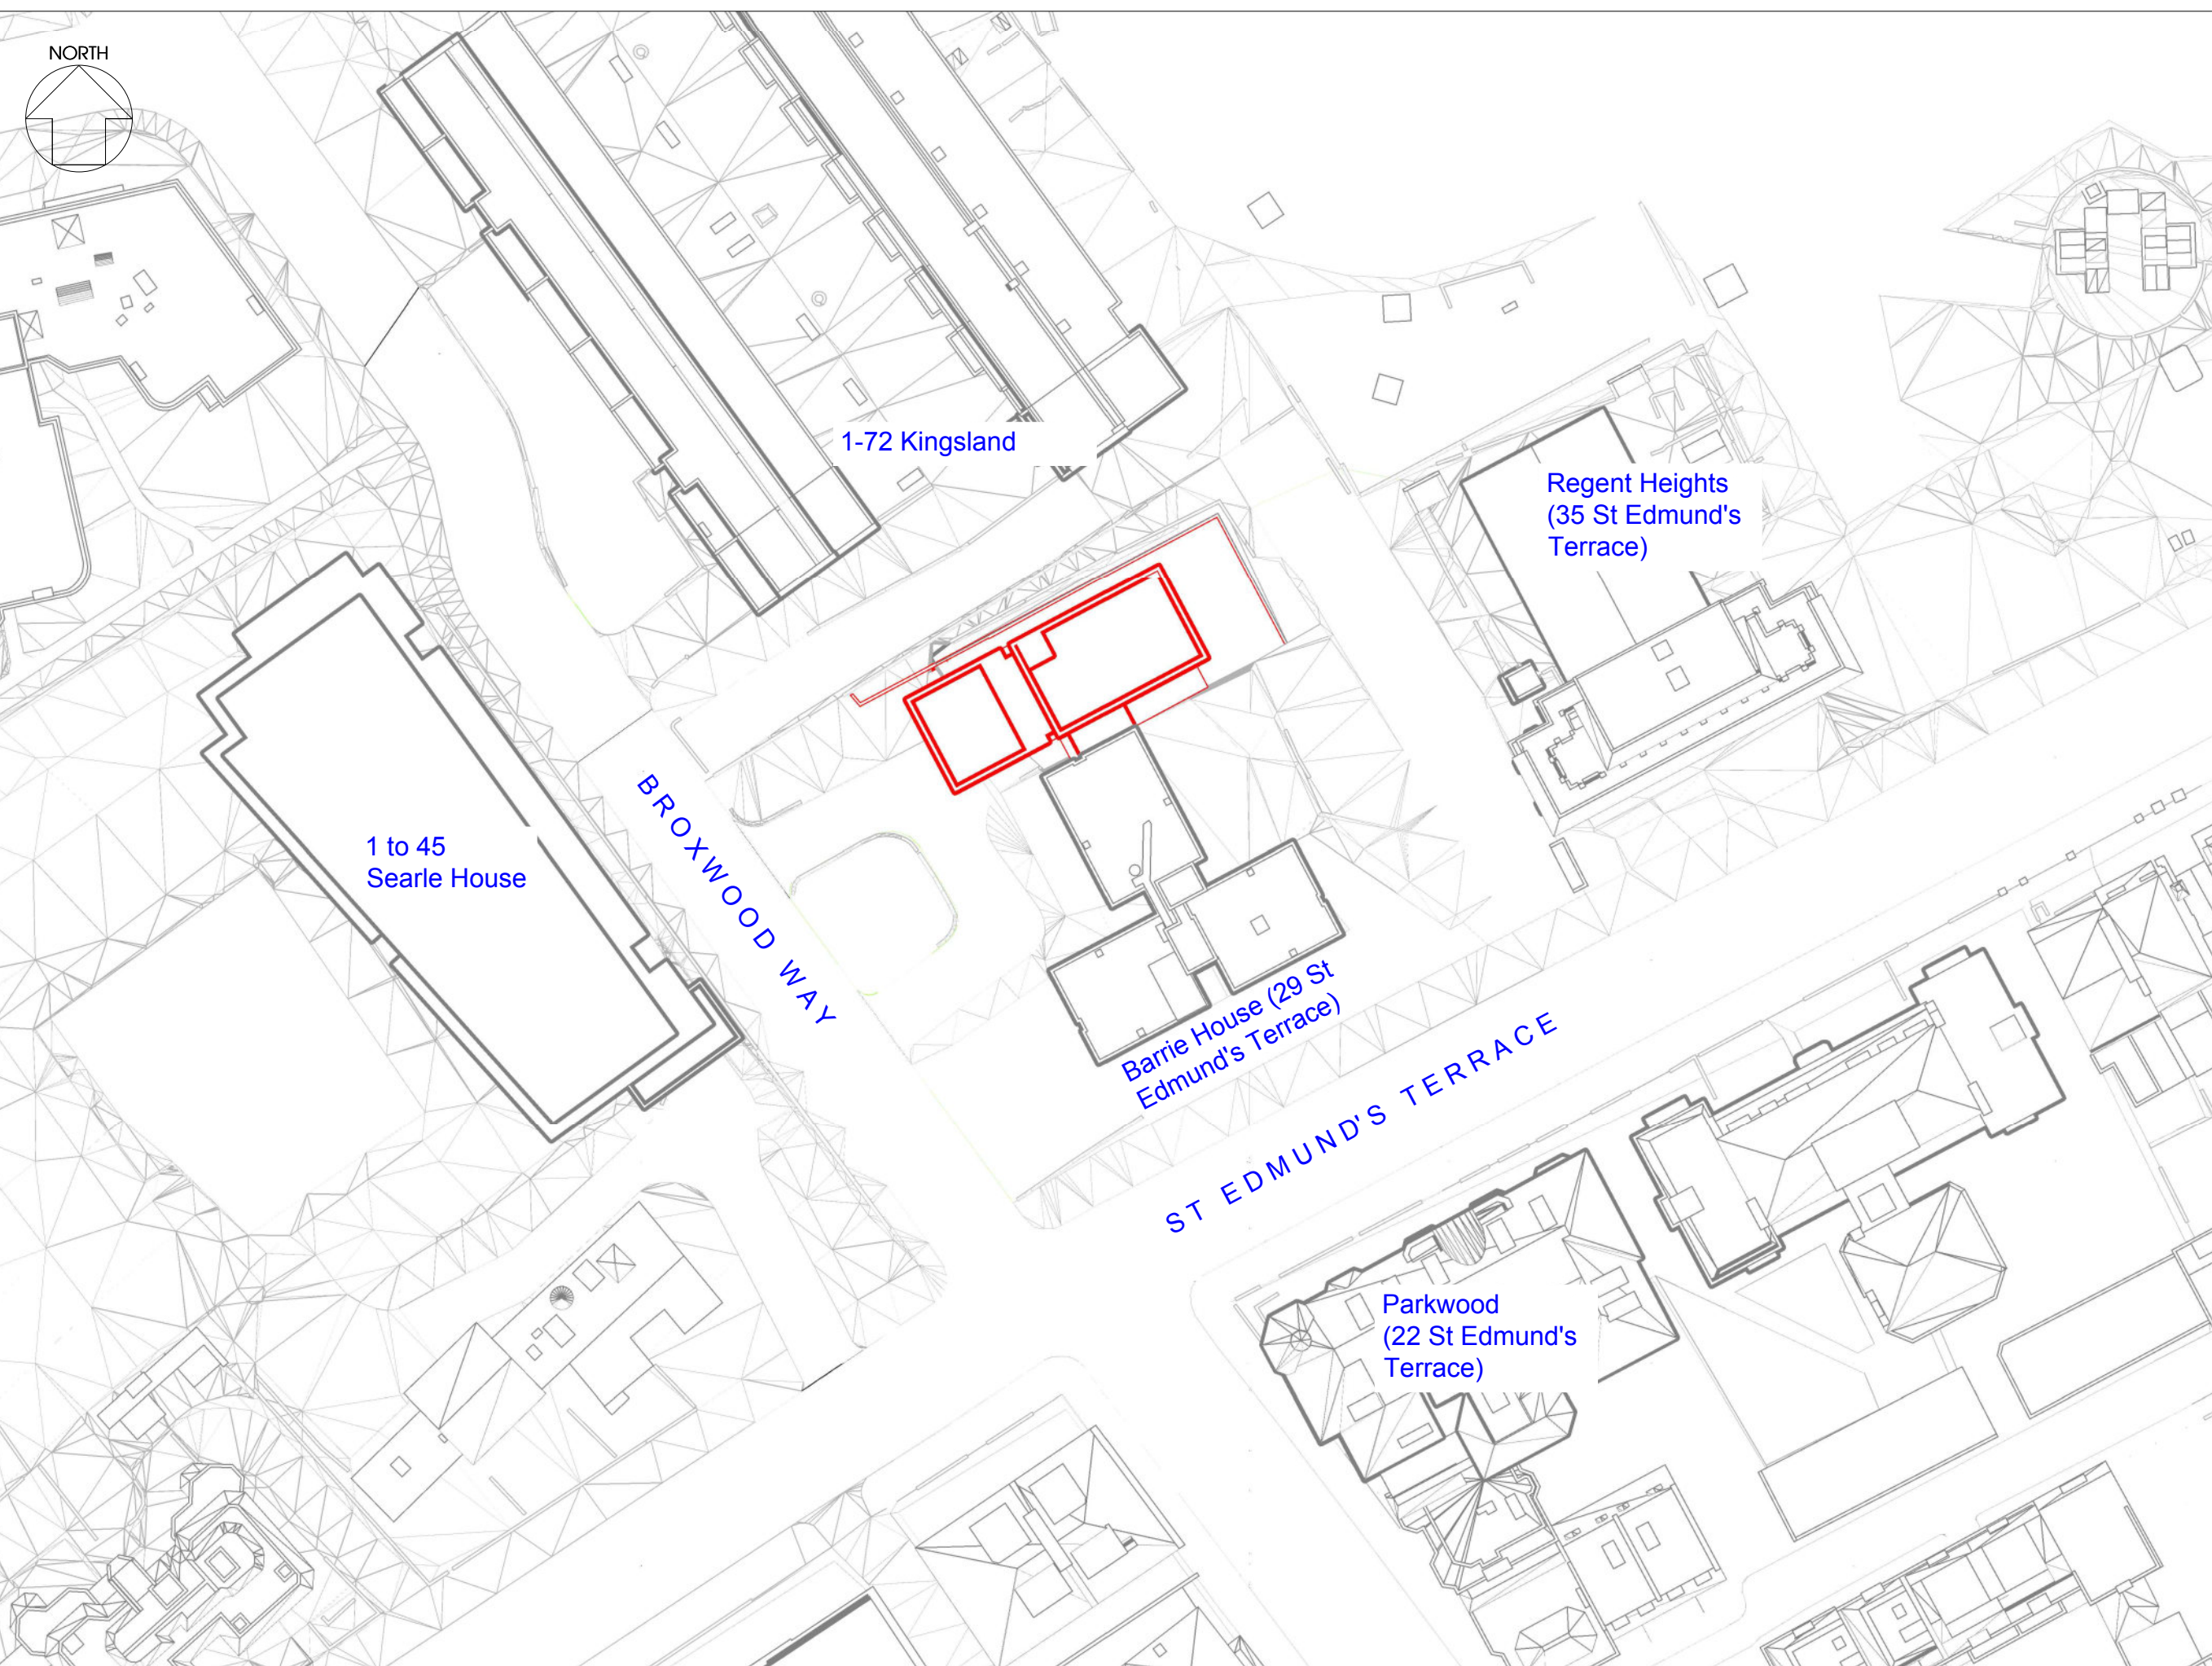 NORTH
1-72 Kingsland
Regent Heights
(35 St Edmund's
Terrace)
1 to 45
Searle House
BROXWOOD WAY
Barrie House (29 St
Edmund's Terrace)
ST EDMUND'S TERRACE
Parkwood
(22 St Edmund's
Terrace)